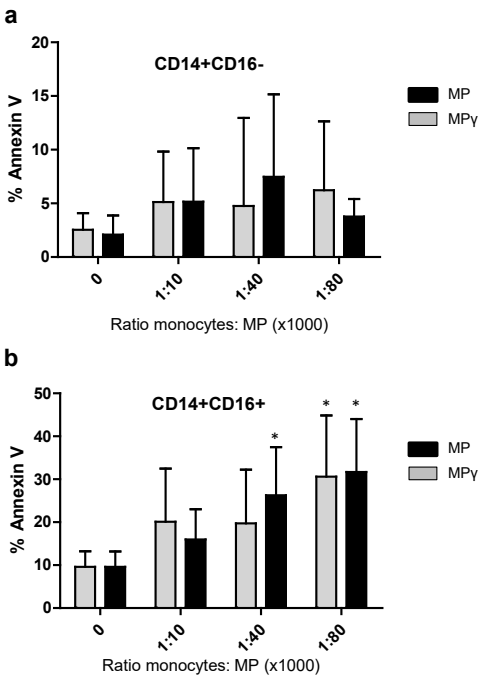 a
20
15
10
5
0
% Annexin V
CD14+CD16-
MP
MPγ
0
1:10
1:40
1:80
Ratio monocytes: MP (x1000)
b
50
40
30
20
10
0
% Annexin V
CD14+CD16+
*
*
*
MP
MPγ
0
1:10
1:40
1:80
Ratio monocytes: MP (x1000)